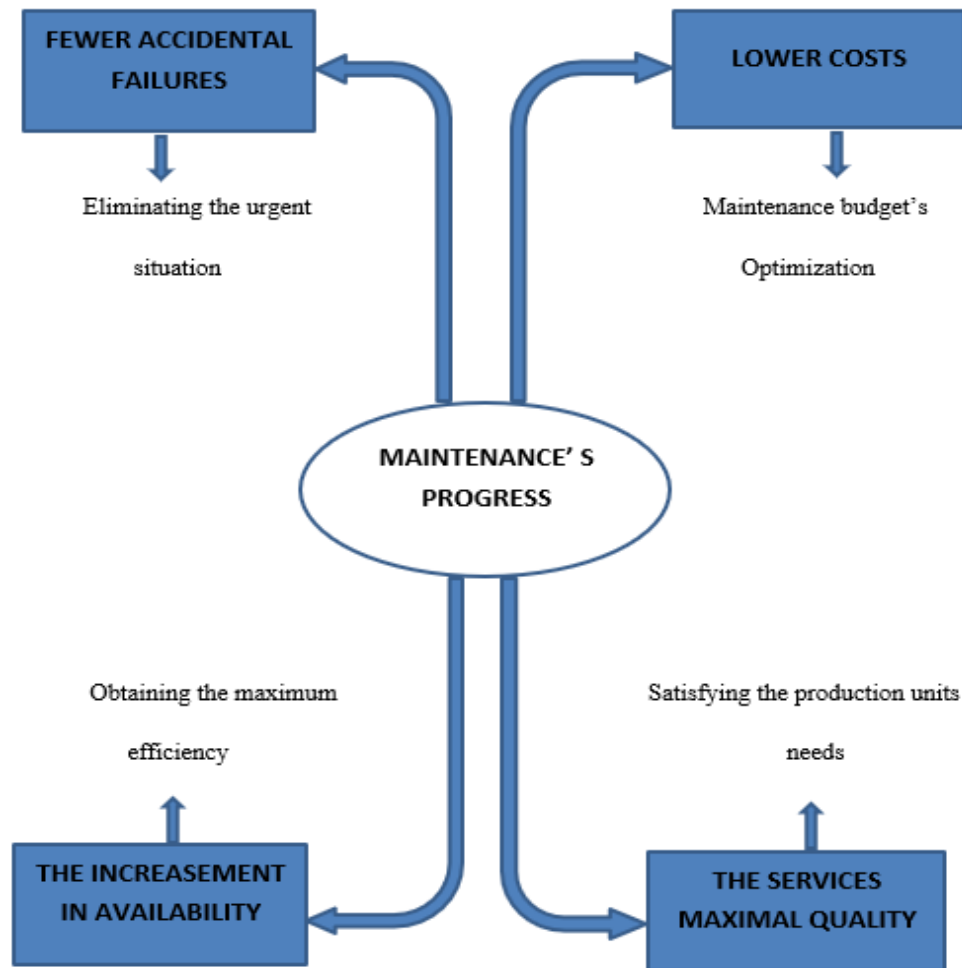 FEWER ACCIDENTAL
FAILURES
LOWER COSTS
Eliminating the urgent
situation
Maintenance budget’s
Optimization
MAINTENANCE’ S
PROGRESS
Obtaining the maximum
efficiency
Satisfying the production units
needs
THE INCREASEMENT
IN AVAILABILITY
THE SERVICES
MAXIMAL QUALITY